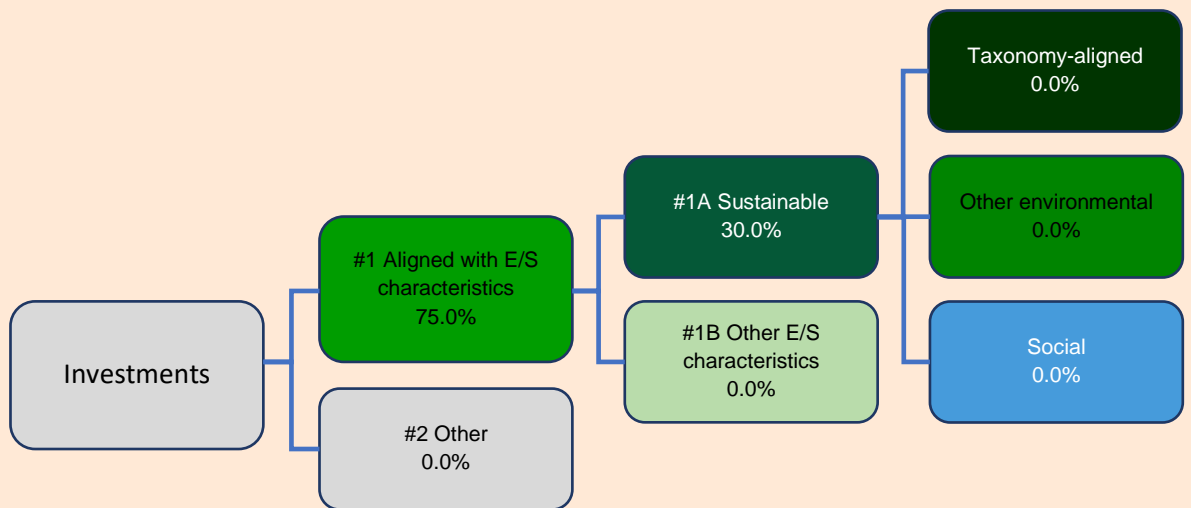 Investments
#1 Aligned with E/S
characteristics
75.0%
#2 Other
0.0%
#1A Sustainable
30.0%
#1B Other E/S
characteristics
0.0%
Taxonomy-aligned
0.0%
Other environmental
0.0%
Social
0.0%